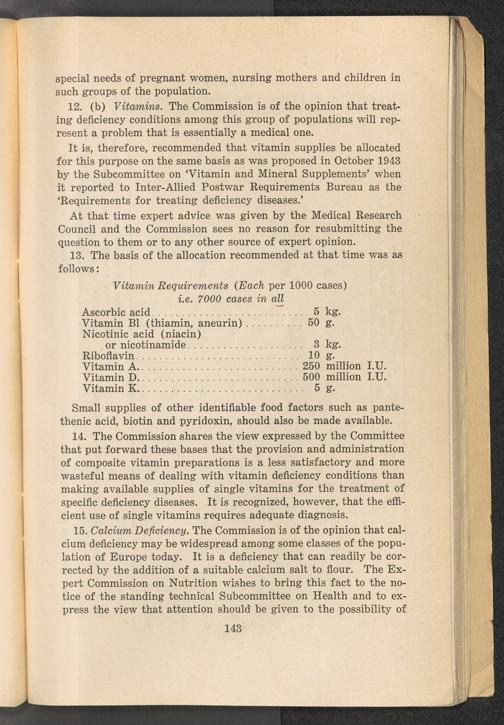 special needs of pregnant women, nursing mothers and children in
such groups of the population.
12. (b) Vitamins. The Commission is of the opinion that treat-
ing deficiency conditions among this group of populations will rep-
resent a problem that is essentially a medical one.
It is, therefore, recommended that vitamin supplies be allocated
for this purpose on the same basis as was proposed in October 1943
by the Subcommittee on 'Vitamin and Mineral Supplements' when
it reported to Inter-Allied Postwar Requirements Bureau as the
'Requirements for treating deficiency diseases.'
At that time expert advice was given by the Medical Research
Council and the Commission sees no reason for resubmitting the
question to them or to any other source of expert opinion.
13. The basis of the allocation recommended at that time was as
follows:
Vitamin Requirements (Each per 1000 cases)
i.e. 7000 cases in all
Ascorbic acid........................ 5 kg.
Vitamin B1 (thiamin, aneurin).......... 50 g.
Nicotinic acid (niacin)
or nicotinamide................... 3 kg.
Riboflavin........................... 10 g.
Vitamin A........................... 250 million I.U.
Vitamin D........................... 500 million I.U.
Vitamin K........................... 5 g.
Small supplies of other identifiable food factors such as pante-
thenic acid, biotin and pyridoxin, should also be made available.
14. The Commission shares the view expressed by the Committee
that put forward these bases that the provision and administration
of composite vitamin preparations is a less satisfactory and more
wasteful means of dealing with vitamin deficiency conditions than
making available supplies of single vitamins for the treatment of
specific deficiency diseases. It is recognized, however, that the effi-
cient use of single vitamins requires adequate diagnosis.
15. Calcium Deficiency. The Commission is of the opinion that cal-
cium deficiency may be widespread among some classes of the popu-
lation of Europe today. It is a deficiency that can readily be cor-
rected by the addition of a suitable calcium salt to flour. The Ex-
pert Commission on Nutrition wishes to bring this fact to the no-
tice of the standing technical Subcommittee on Health and to ex-
press the view that attention should be given to the possibility of
143